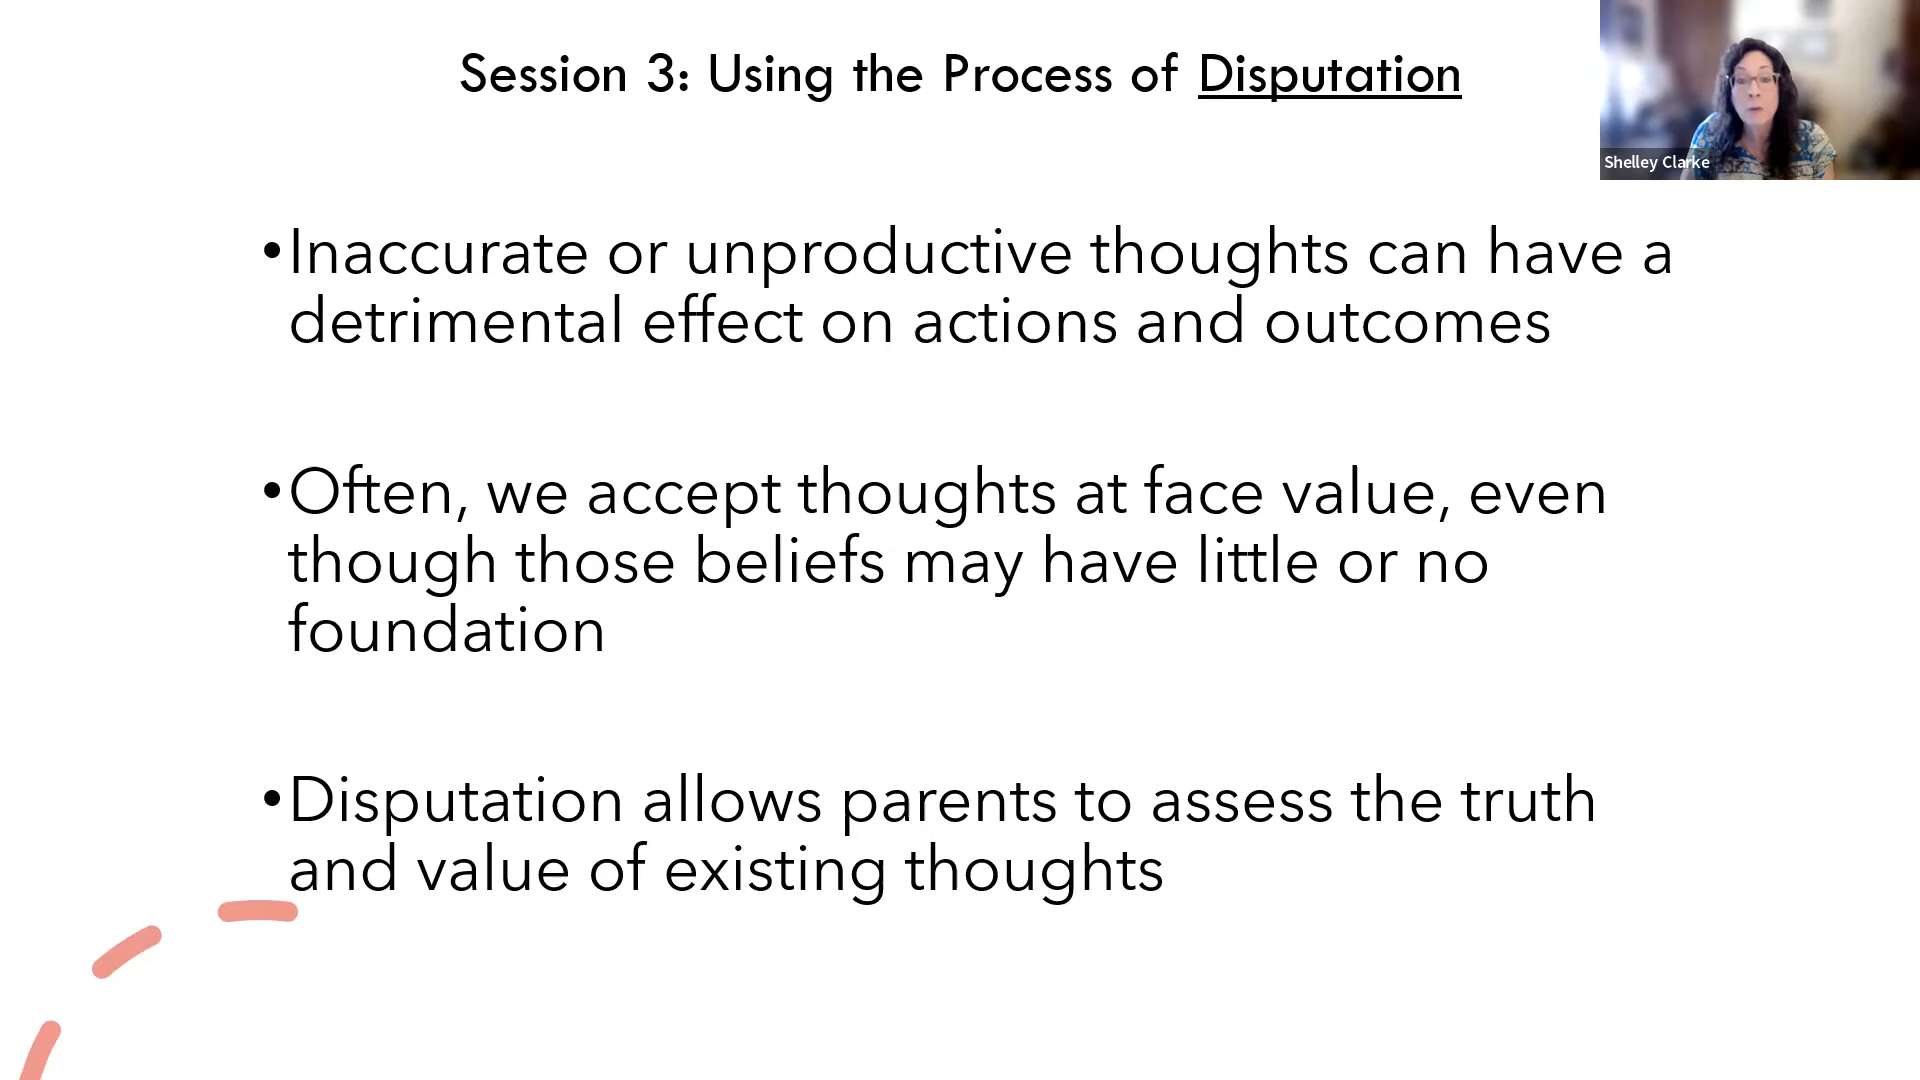 Session 3: Using the Process of Disputation
Shelley Clarke
•Inaccurate or unproductive thoughts can have a
detrimental effect on actions and outcomes
•Often, we accept thoughts at face value, even
though those beliefs may have little or no
foundation
•Disputation allows parents to assess the truth
and value of existing thoughts